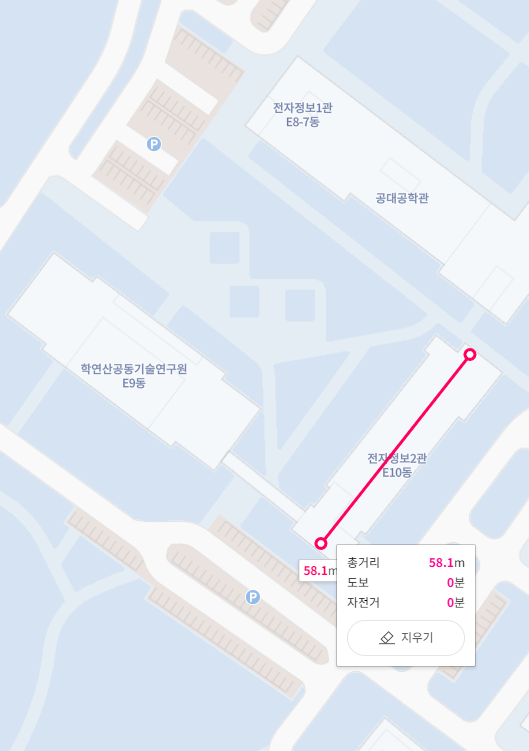 전자정보1관
E8-7동
P
공대공학관
학연산공동기술연구원
E9동
전자정보2관
E10동
58.1m
총거리 58.1m
도보 0분
자전거 0분
지우기
P